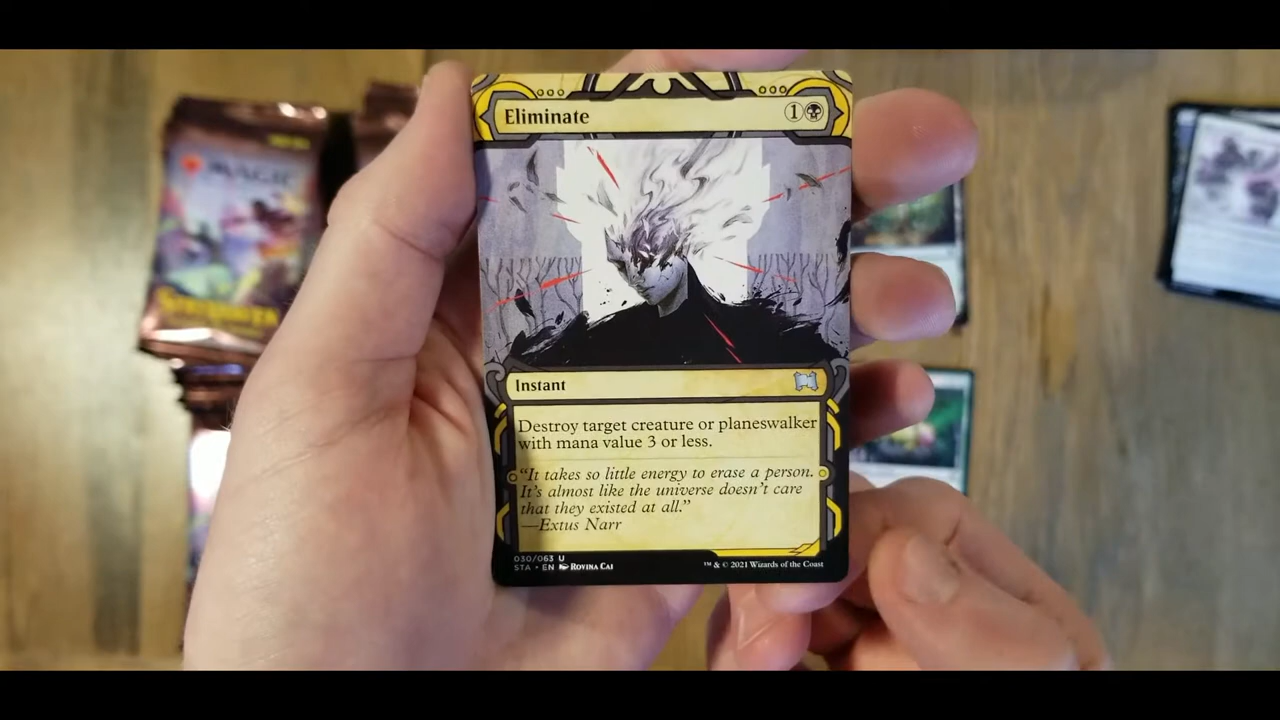 Eliminate 1
Instant
Destroy target creature or planeswalker
with mana value 3 or less.
"It takes so little energy to erase a person.
It's almost like the universe doesn't care
that they existed at all."
—Extus Narr
030/063 U
STA • EN Rovina Cai
™ & © 2021 Wizards of the Coast
MAGIC
STRIXHAVEN